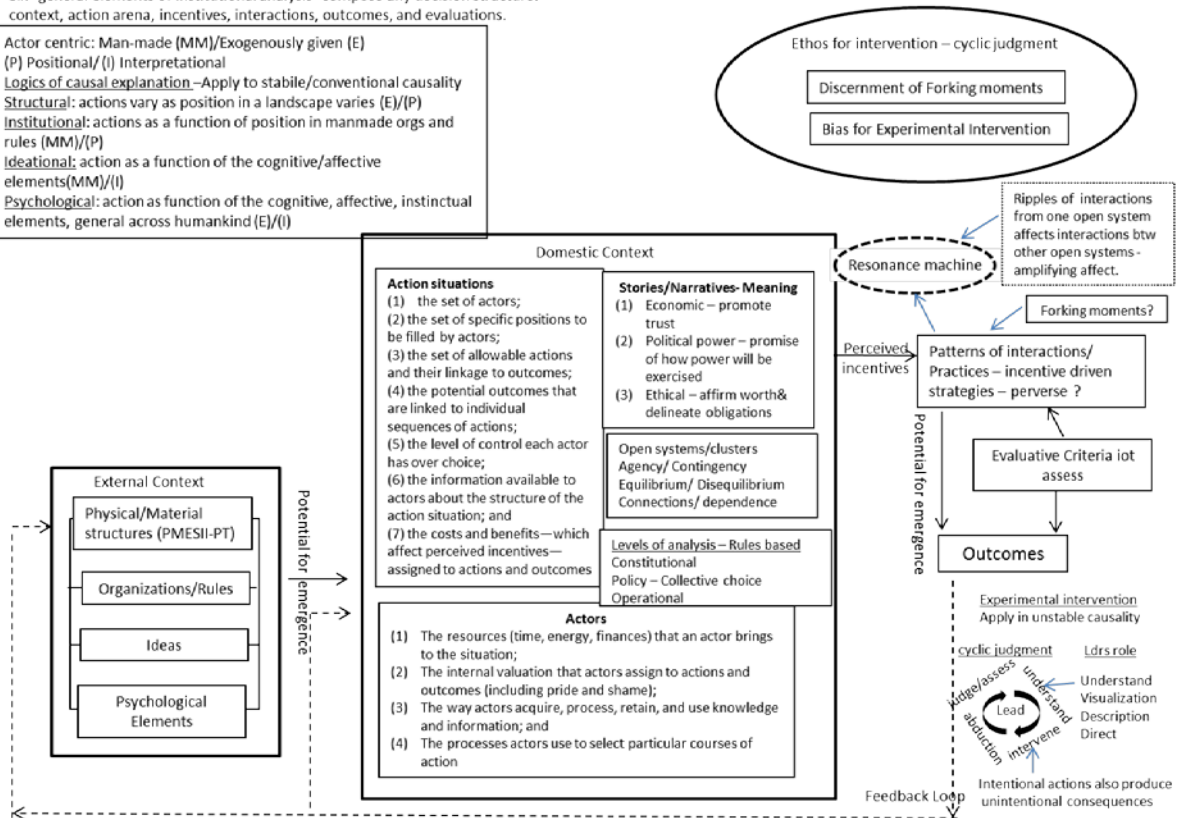 context, action arena, incentives, interactions, outcomes, and evaluations.
Actor centric: Man-made (MM)/Exogenously given (E)
(P) Positional/ (I) Interpretational
Logics of causal explanation –Apply to stabile/conventional causality
Structural: actions vary as position in a landscape varies (E)/(P)
Institutional: actions as a function of position in manmade orgs and
rules (MM)/(P)
Ideational: action as a function of the cognitive/affective
elements(MM)/(I)
Psychological: action as function of the cognitive, affective, instinctual
elements, general across humankind (E)/(I)
Ethos for intervention – cyclic judgment
Discernment of Forking moments
Bias for Experimental Intervention
Ripples of interactions
from one open system
affects interactions btw
other open systems -
amplifying affect.
Resonance machine
Forking moments?
Domestic Context
Action situations
(1) the set of actors;
(2) the set of specific positions to
be filled by actors;
(3) the set of allowable actions
and their linkage to outcomes;
(4) the potential outcomes that
are linked to individual
sequences of actions;
(5) the level of control each actor
has over choice;
(6) the information available to
actors about the structure of the
action situation; and
(7) the costs and benefits—which
affect perceived incentives—
assigned to actions and outcomes
Stories/Narratives- Meaning
(1) Economic – promote
trust
(2) Political power – promise
of how power will be
exercised
(3) Ethical – affirm worth&
delineate obligations
Open systems/clusters
Agency/ Contingency
Equilibrium/ Disequilibrium
Connections/ dependence
Levels of analysis – Rules based
Constitutional
Policy – Collective choice
Operational
Actors
(1) The resources (time, energy, finances) that an actor brings
to the situation;
(2) The internal valuation that actors assign to actions and
outcomes (including pride and shame);
(3) The way actors acquire, process, retain, and use knowledge
and information; and
(4) The processes actors use to select particular courses of
action
External Context
Physical/Material
structures (PMESII-PT)
Organizations/Rules
Ideas
Psychological
Elements
Potential for emergence
Perceived
incentives
Patterns of interactions/
Practices – incentive driven
strategies – perverse ?
Potential for emergence
Evaluative Criteria iot
assess
Outcomes
Experimental intervention
Apply in unstable causality
cyclic judgment
Ldrs role
judge/assess
understand
Lead
abduction
intervene
Understand
Visualization
Description
Direct
Intentional actions also produce
unintentional consequences
Feedback Loop